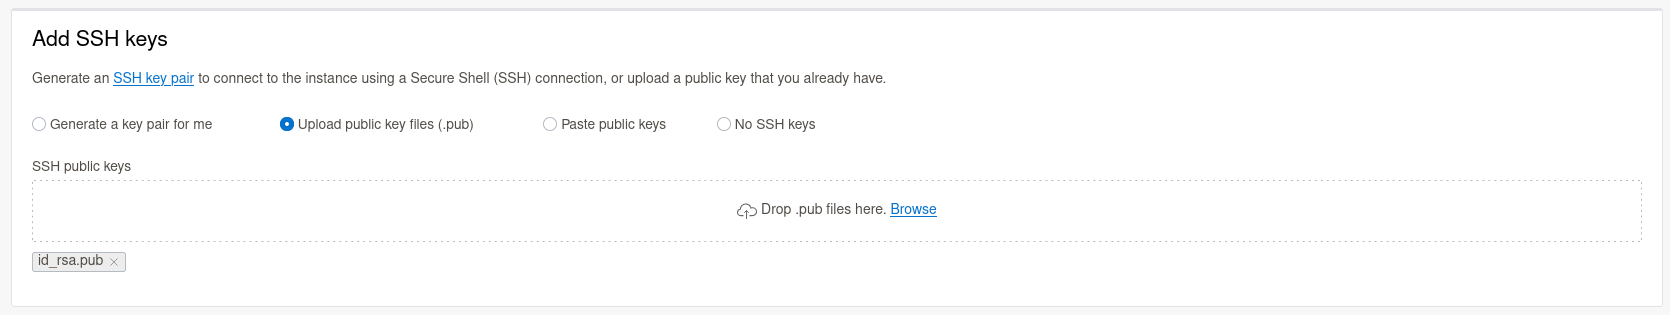 Add SSH keys
Generate an SSH key pair to connect to the instance using a Secure Shell (SSH) connection, or upload a public key that you already have.
Generate a key pair for me
Upload public key files (.pub)
Paste public keys
No SSH keys
SSH public keys
Drop .pub files here. Browse
id_rsa.pub